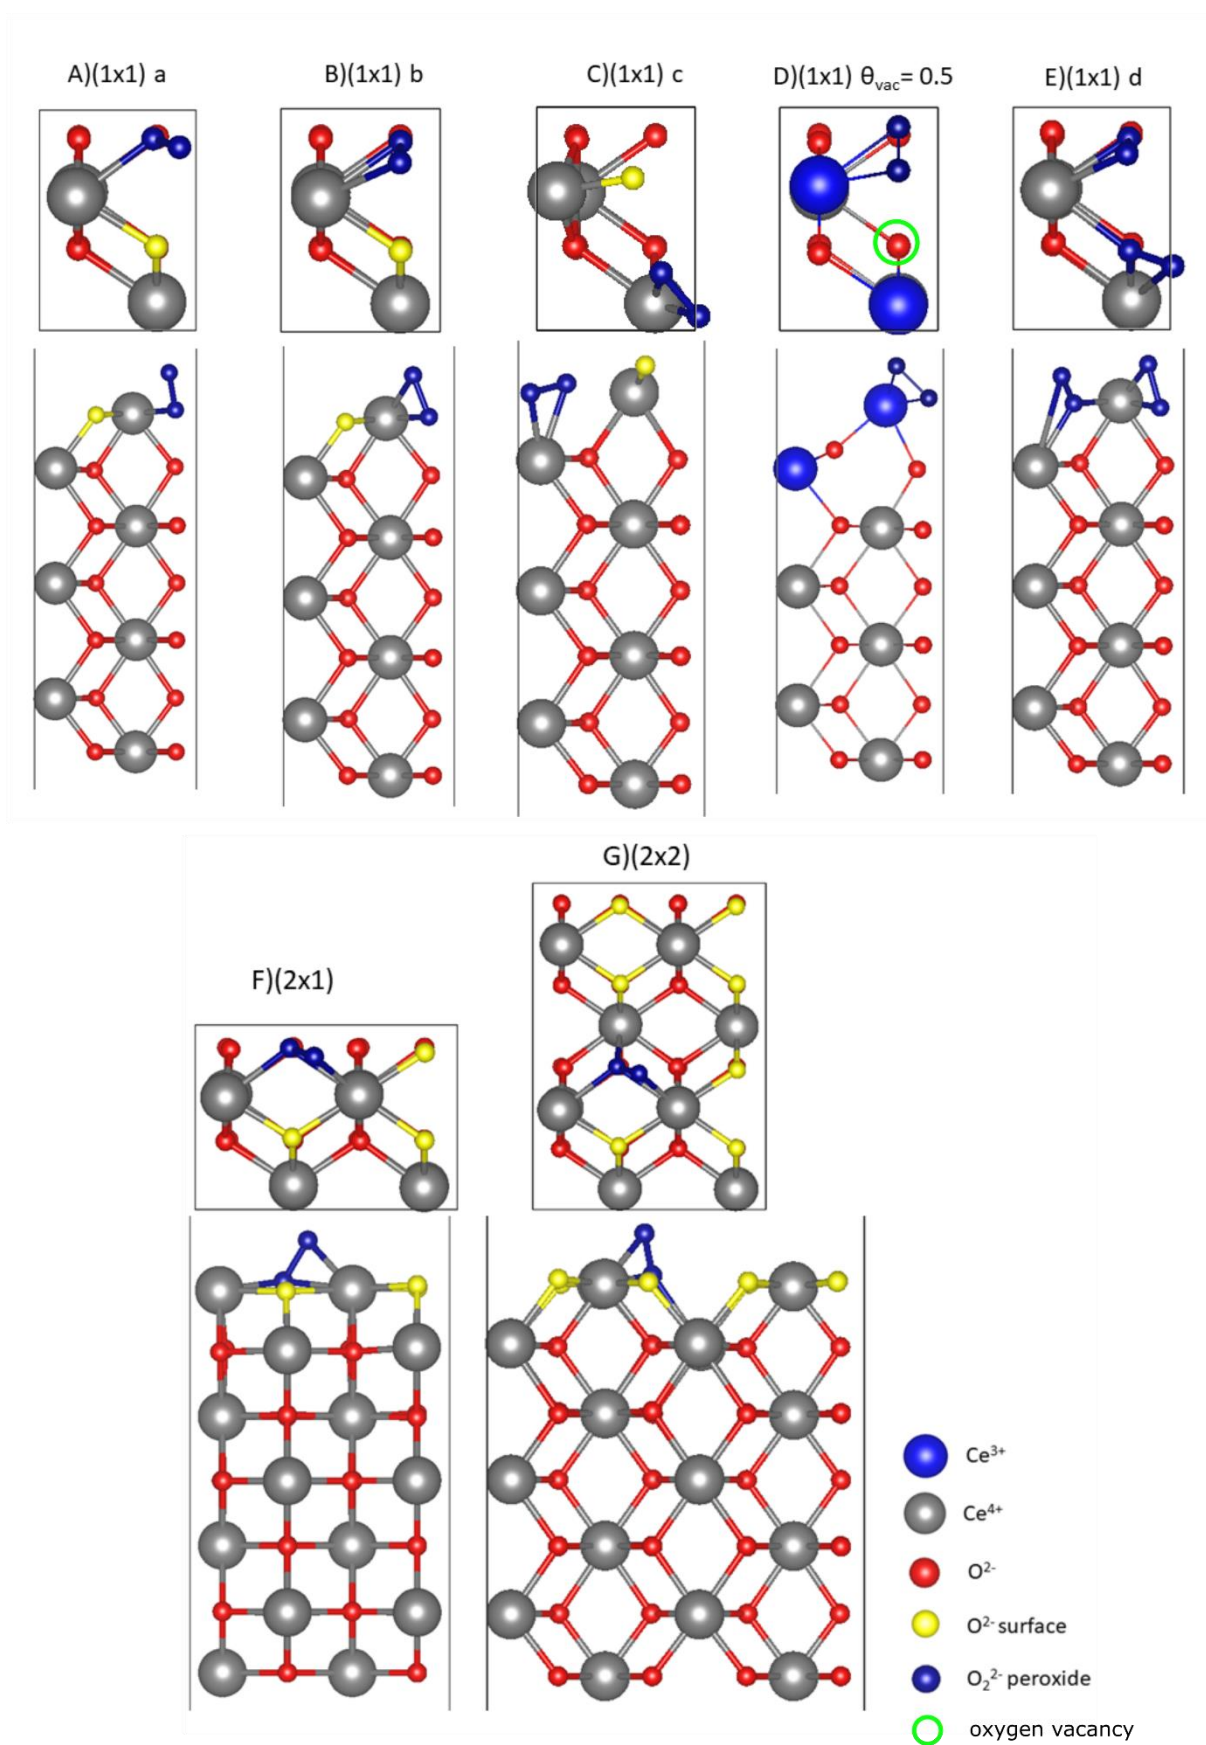 A)(1x1) a
B)(1x1) b
C)(1x1) c
D)(1x1) θvac= 0.5
E)(1x1) d
G)(2x2)
F)(2x1)
Ce³⁺
Ce⁴⁺
O²⁻
O²⁻ surface
O₂²⁻ peroxide
oxygen vacancy